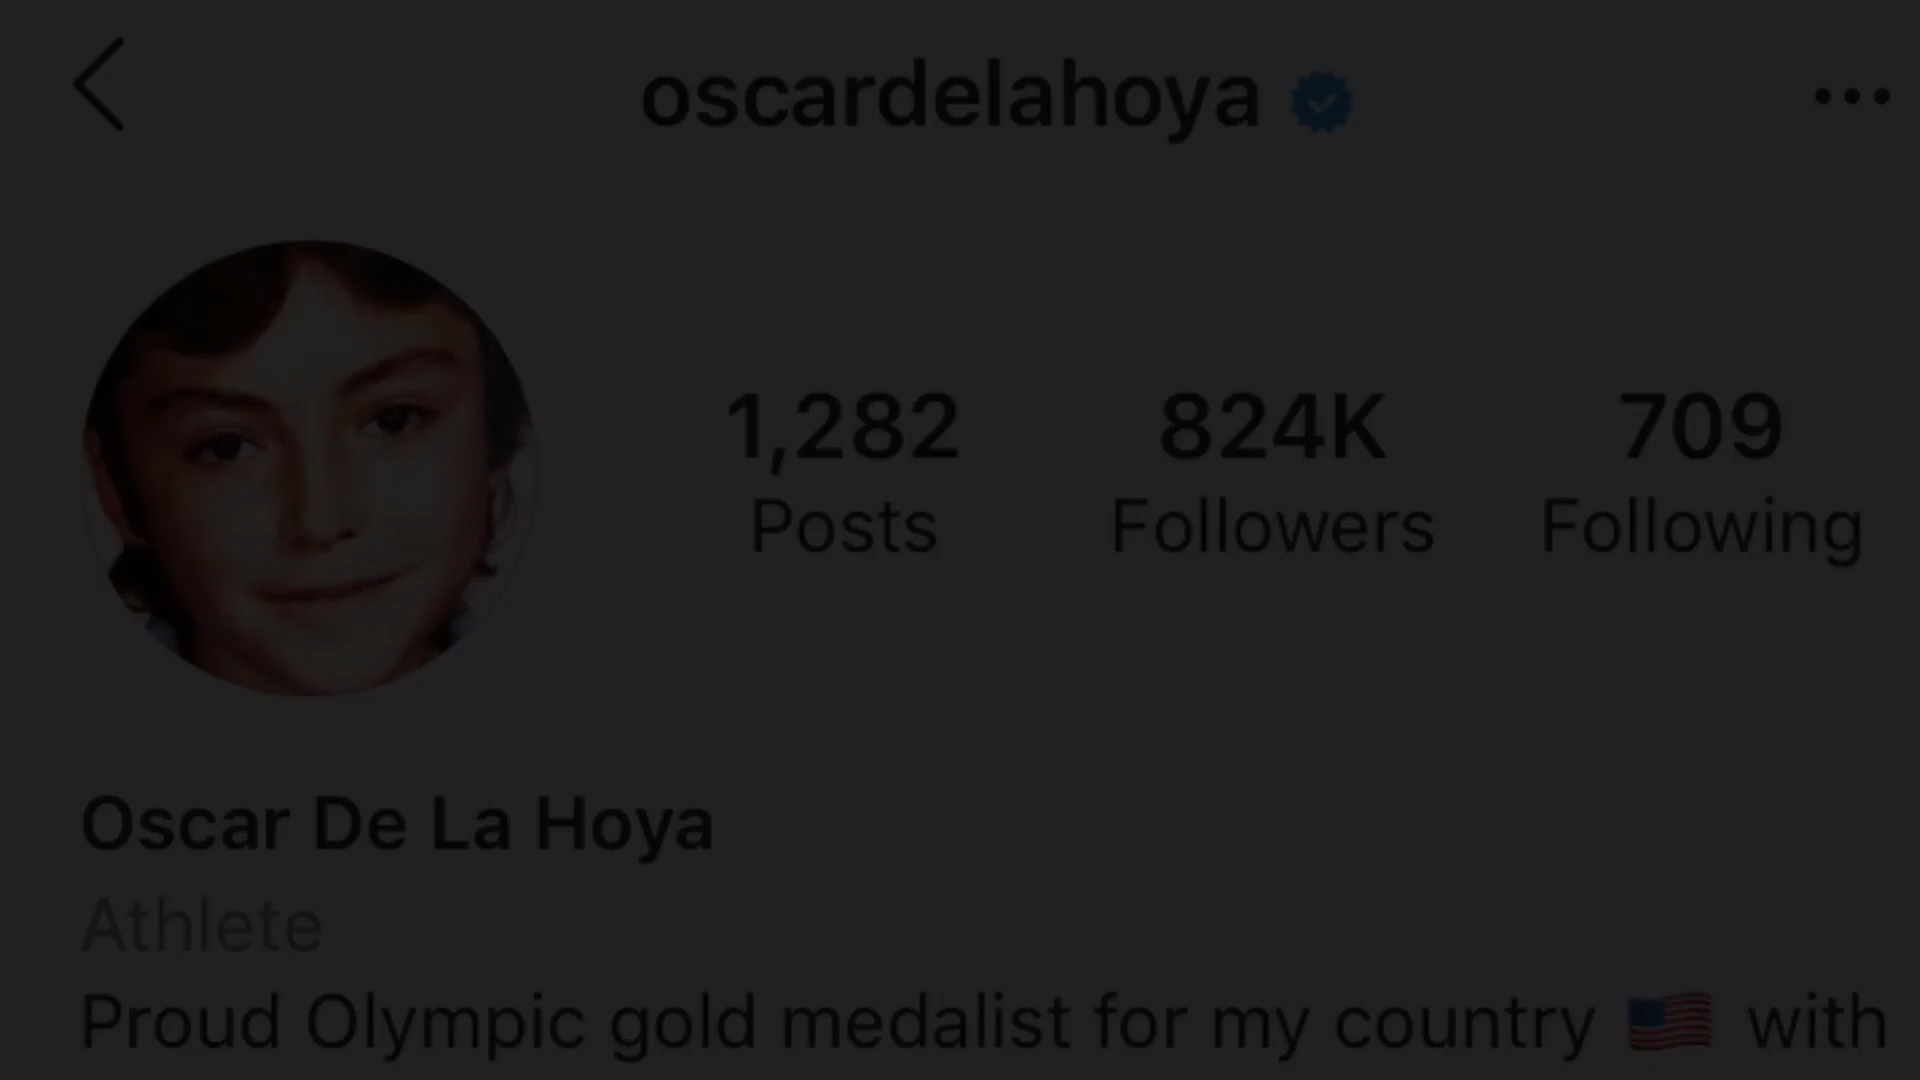 oscardelahoya
1,282 824K 709
Posts Followers Following
Oscar De La Hoya
Athlete
Proud Olympic gold medalist for my country 🇺🇸 with